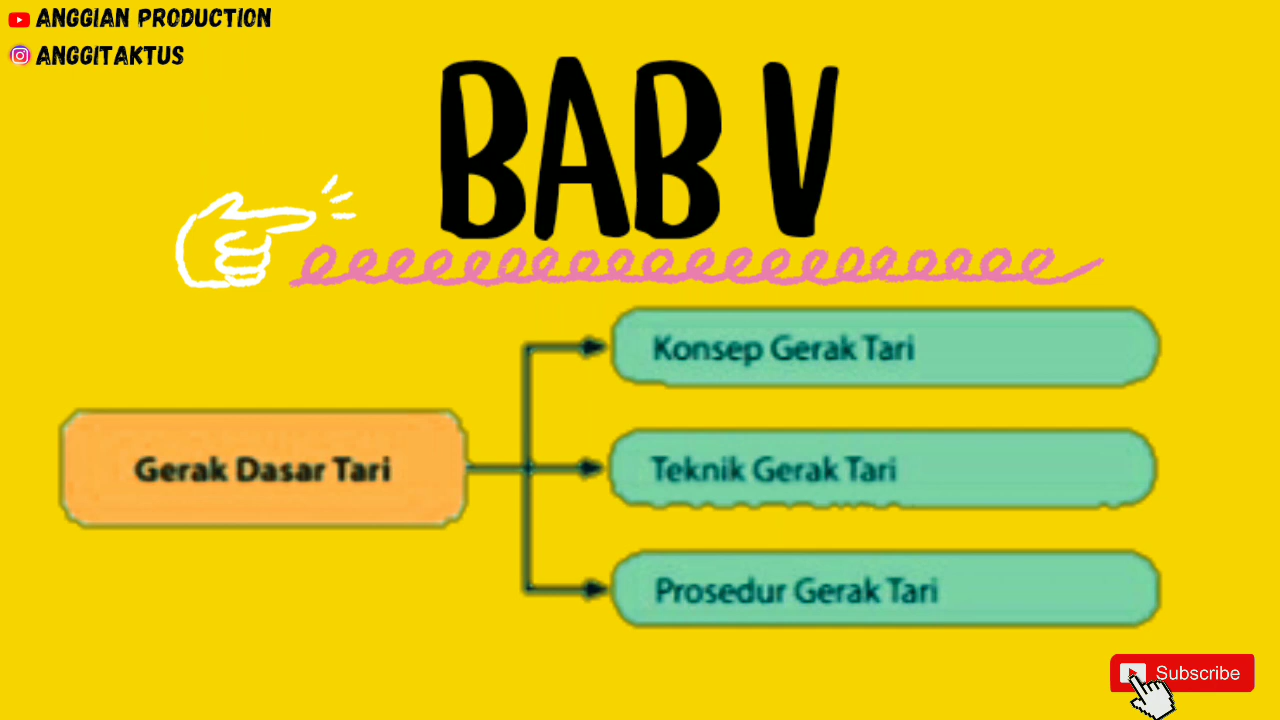 ANGGIAN PRODUCTION
ANGGITAKTUS
BAB V
Gerak Dasar Tari
Konsep Gerak Tari
Teknik Gerak Tari
Prosedur Gerak Tari
Subscribe